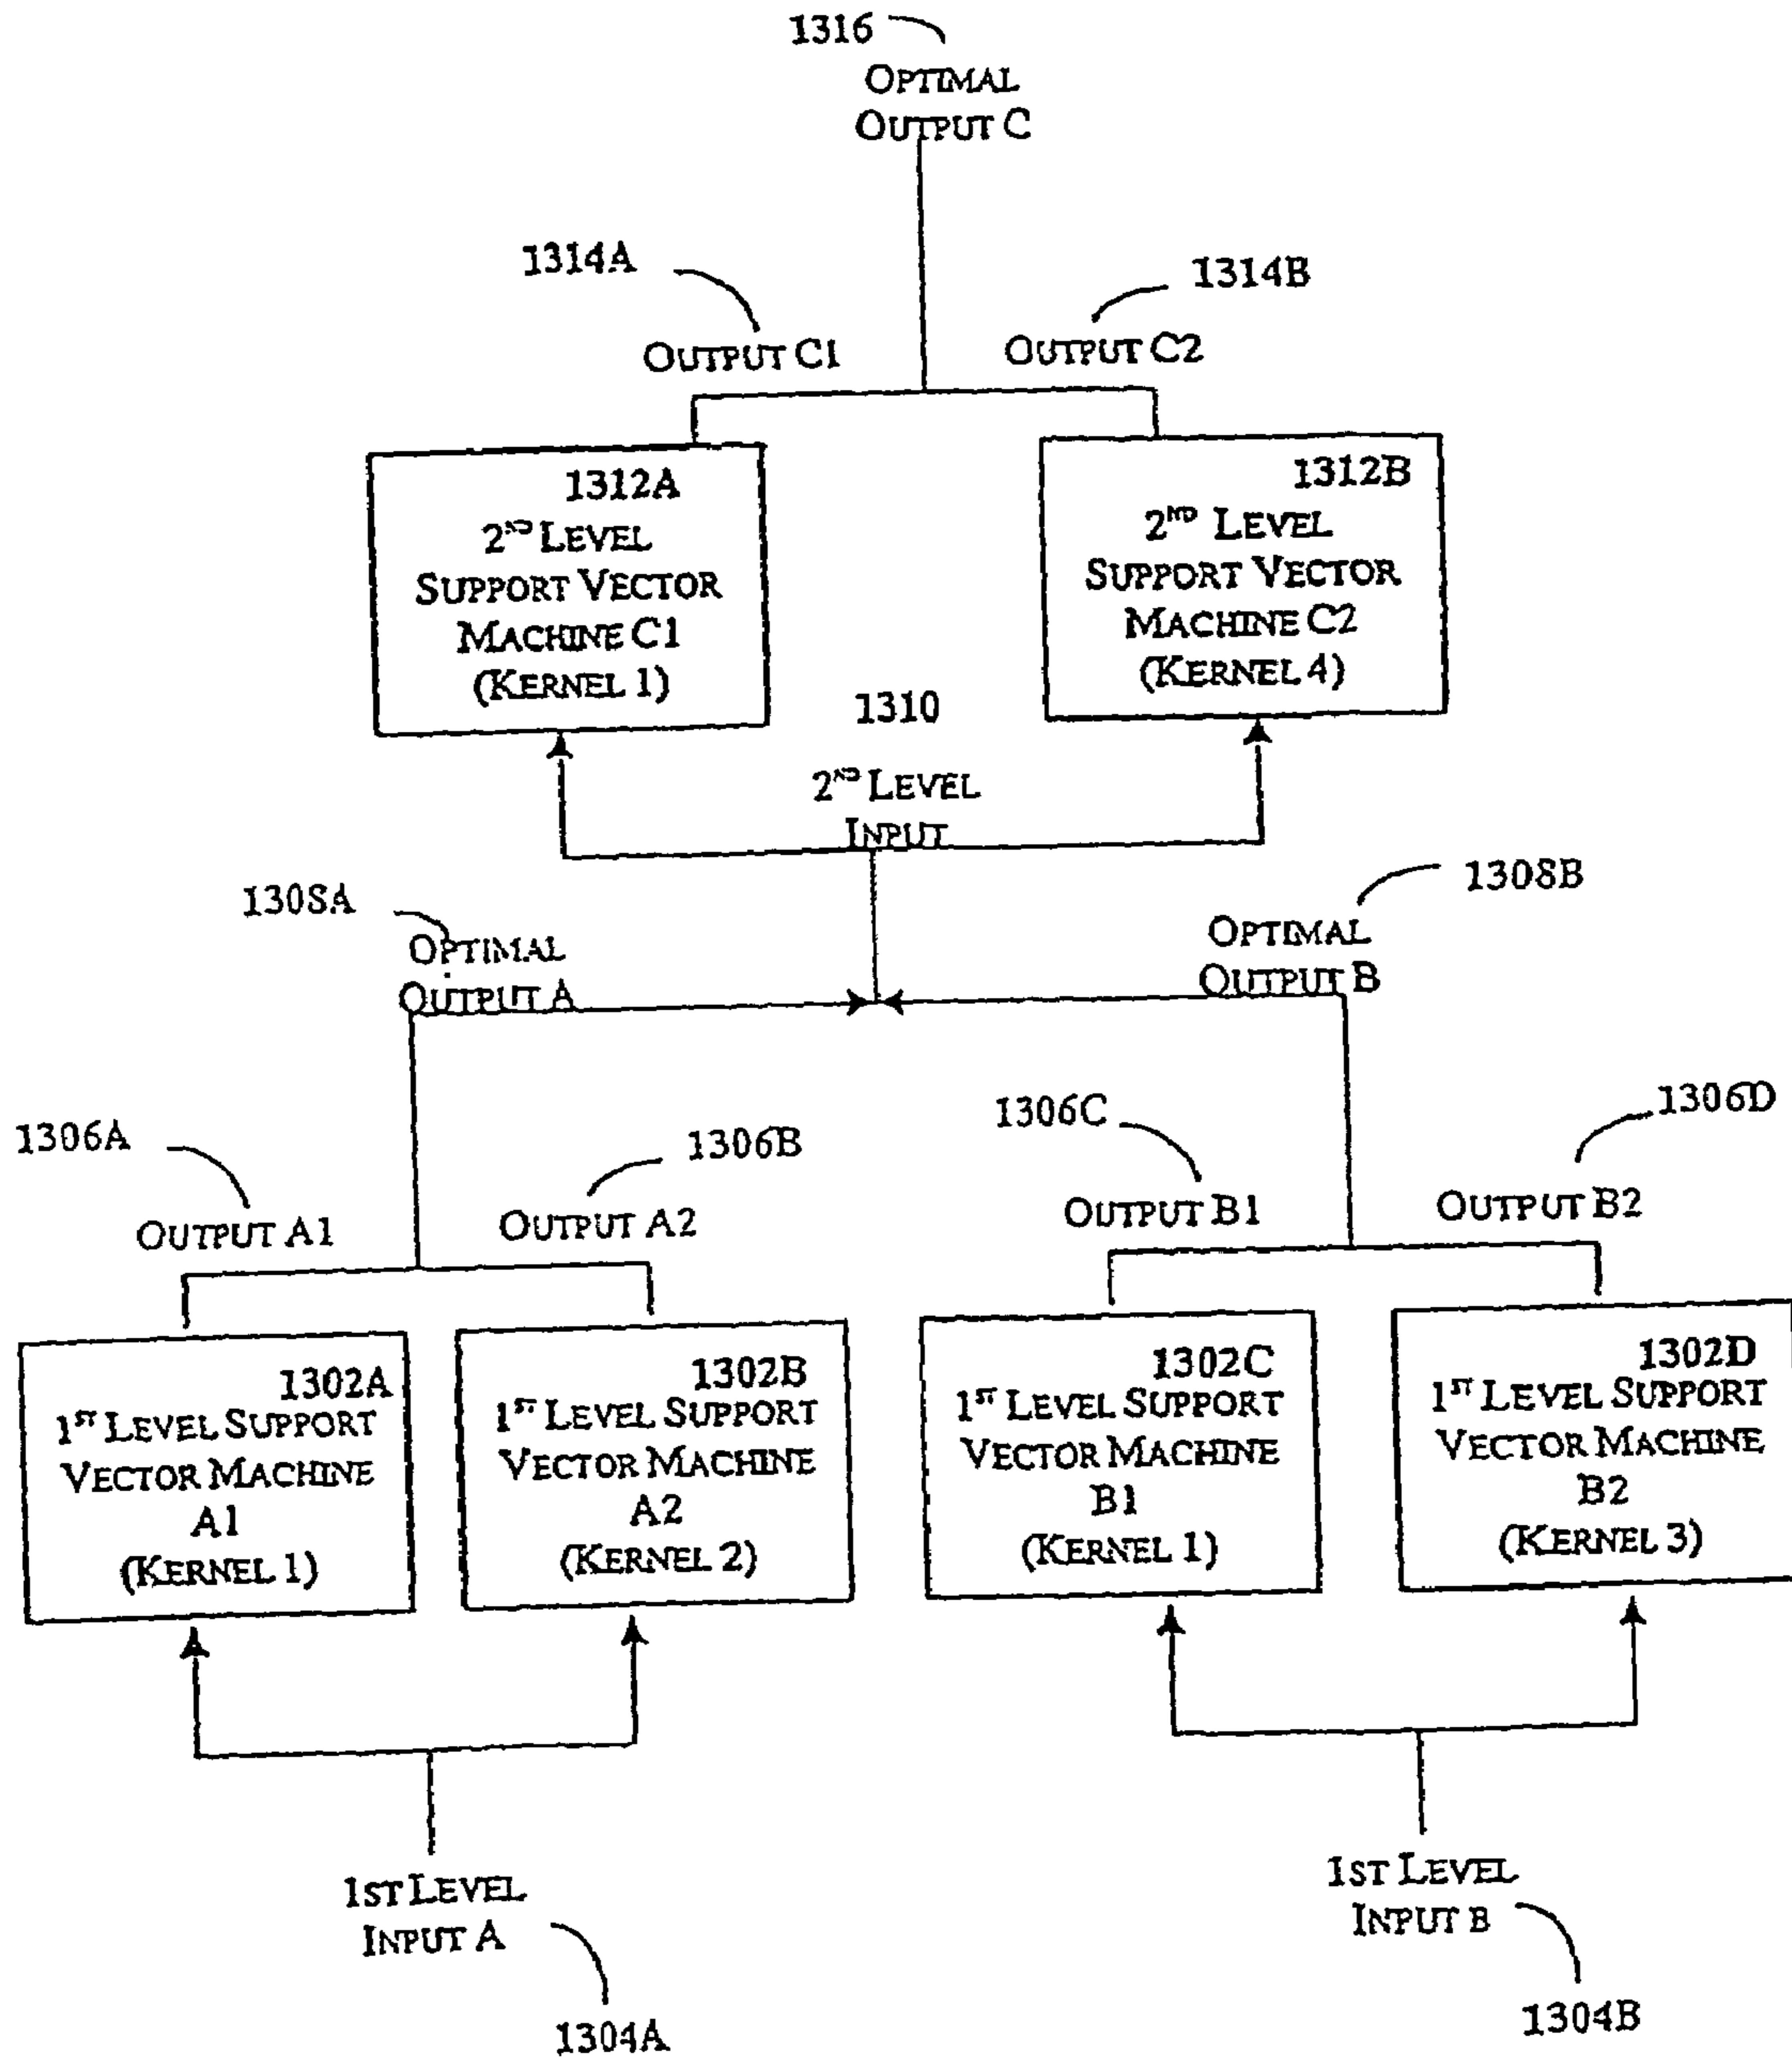 1316
OPTIMAL
OUTPUT C
1314A
1314B
OUTPUT C1
OUTPUT C2
1312A
2ND LEVEL
SUPPORT VECTOR
MACHINE C1
(KERNEL 1)
1312B
2ND LEVEL
SUPPORT VECTOR
MACHINE C2
(KERNEL 4)
1310
2ND LEVEL
INPUT
1308A
OPTIMAL
OUTPUT A
1308B
OPTIMAL
OUTPUT B
1306A
OUTPUT A1
1306B
OUTPUT A2
1306C
OUTPUT B1
1306D
OUTPUT B2
1302A
1ST LEVEL SUPPORT
VECTOR MACHINE
A1
(KERNEL 1)
1302B
1ST LEVEL SUPPORT
VECTOR MACHINE
A2
(KERNEL 2)
1302C
1ST LEVEL SUPPORT
VECTOR MACHINE
B1
(KERNEL 1)
1302D
1ST LEVEL SUPPORT
VECTOR MACHINE
B2
(KERNEL 3)
1ST LEVEL
INPUT A
1304A
1ST LEVEL
INPUT B
1304B